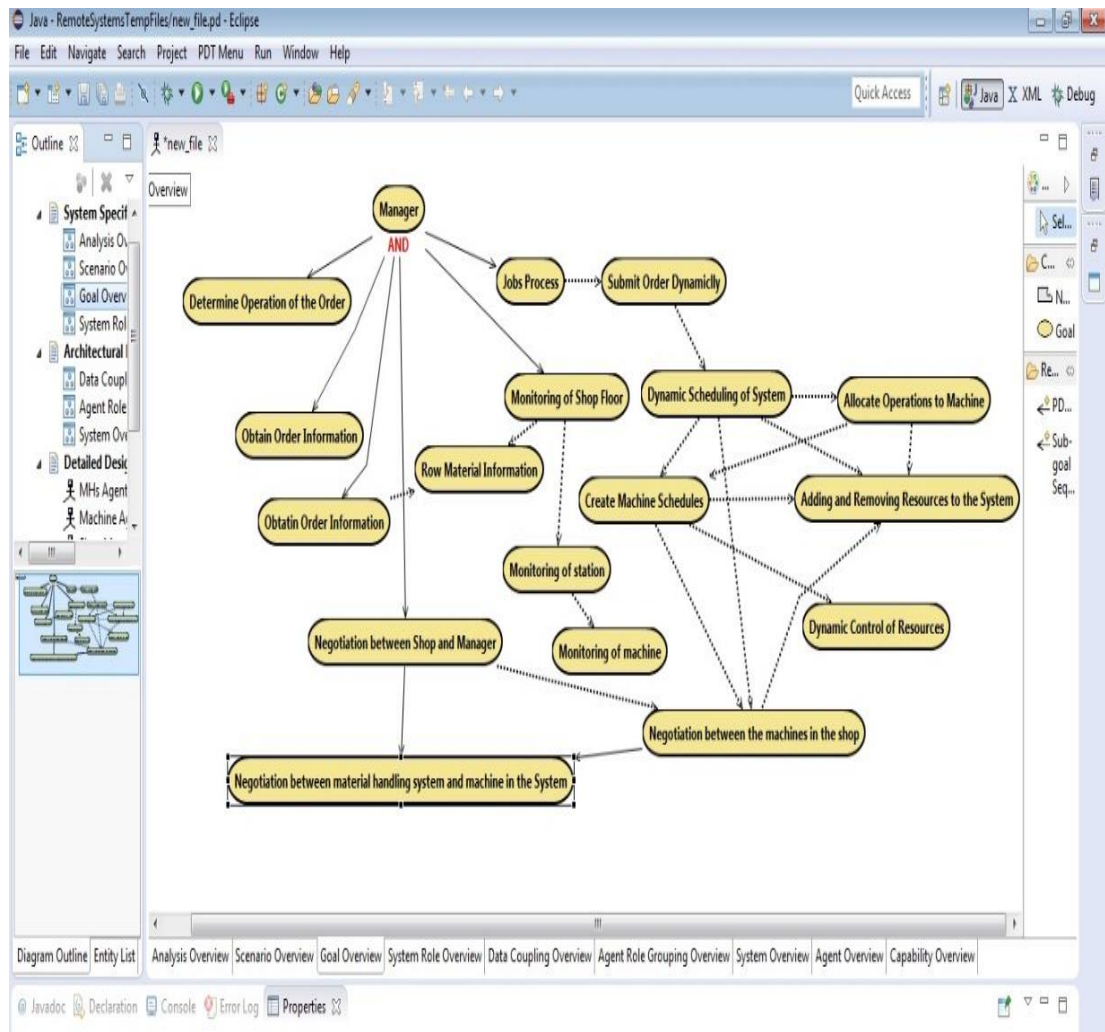 Java - RemoteSystemsTempFiles/new_file.pd - Eclipse
File Edit Navigate Search Project PDT Menu Run Window Help
Quick Access
Java
XML
Debug
Outline
*new_file
Overview
System Specif
Analysis Ov
Scenario O
Goal Overv
System Rol
Architectural
Data Coupl
Agent Role
System Ove
Detailed Desig
MHs Agent
Machine A
Manager
AND
Determine Operation of the Order
Jobs Process
Submit Order Dynamiclly
Monitoring of Shop Floor
Dynamic Scheduling of System
Allocate Operations to Machine
Obtain Order Information
Row Material Information
Obtatin Order Information
Create Machine Schedules
Adding and Removing Resources to the System
Monitoring of station
Dynamic Control of Resources
Negotiation between Shop and Manager
Monitoring of machine
Negotiation between the machines in the shop
Negotiation between material handling system and machine in the System
Sel...
C...
N...
Goal
Re...
PD...
Sub-
goal
Seq...
Diagram Outline Entity List
Analysis Overview Scenario Overview Goal Overview System Role Overview Data Coupling Overview Agent Role Grouping Overview System Overview Agent Overview Capability Overview
Javadoc Declaration Console Error Log Properties